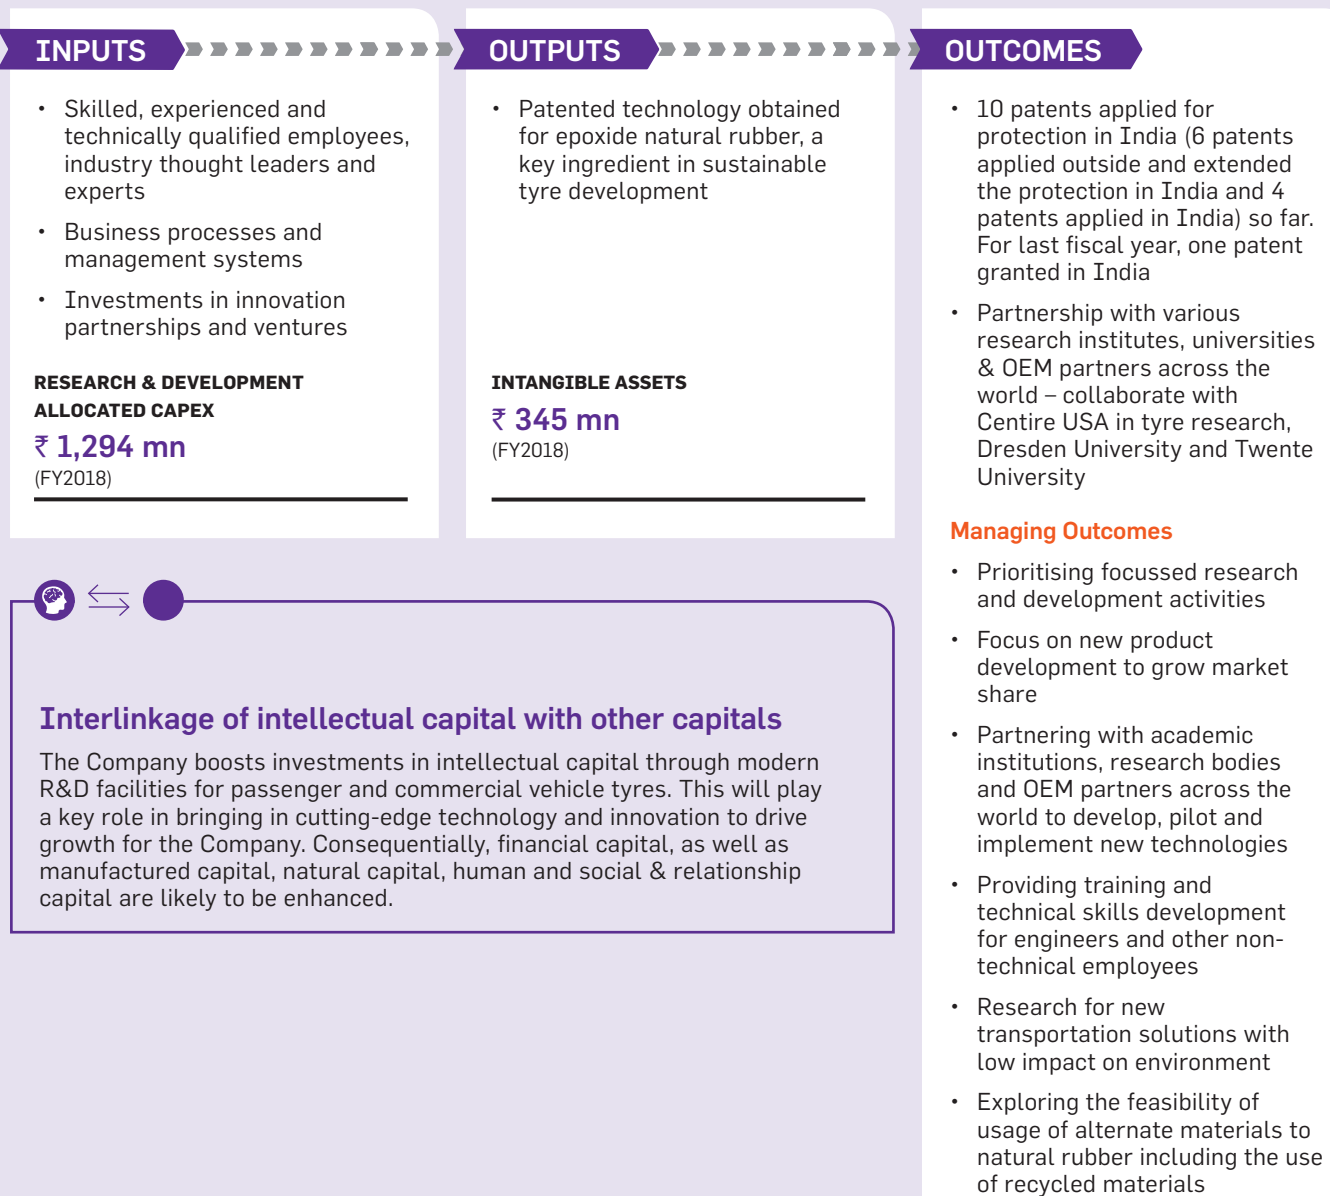 INPUTS
• Skilled, experienced and
technically qualified employees,
industry thought leaders and
experts
• Business processes and
management systems
• Investments in innovation
partnerships and ventures
RESEARCH & DEVELOPMENT
ALLOCATED CAPEX
₹ 1,294 mn
(FY2018)
OUTPUTS
• Patented technology obtained
for epoxide natural rubber, a
key ingredient in sustainable
tyre development
INTANGIBLE ASSETS
₹ 345 mn
(FY2018)
OUTCOMES
• 10 patents applied for
protection in India (6 patents
applied outside and extended
the protection in India and 4
patents applied in India) so far.
For last fiscal year, one patent
granted in India
• Partnership with various
research institutes, universities
& OEM partners across the
world – collaborate with
Centire USA in tyre research,
Dresden University and Twente
University
Managing Outcomes
• Prioritising focussed research
and development activities
• Focus on new product
development to grow market
share
• Partnering with academic
institutions, research bodies
and OEM partners across the
world to develop, pilot and
implement new technologies
• Providing training and
technical skills development
for engineers and other non-
technical employees
• Research for new
transportation solutions with
low impact on environment
• Exploring the feasibility of
usage of alternate materials to
natural rubber including the use
of recycled materials
Interlinkage of intellectual capital with other capitals
The Company boosts investments in intellectual capital through modern
R&D facilities for passenger and commercial vehicle tyres. This will play
a key role in bringing in cutting-edge technology and innovation to drive
growth for the Company. Consequentially, financial capital, as well as
manufactured capital, natural capital, human and social & relationship
capital are likely to be enhanced.